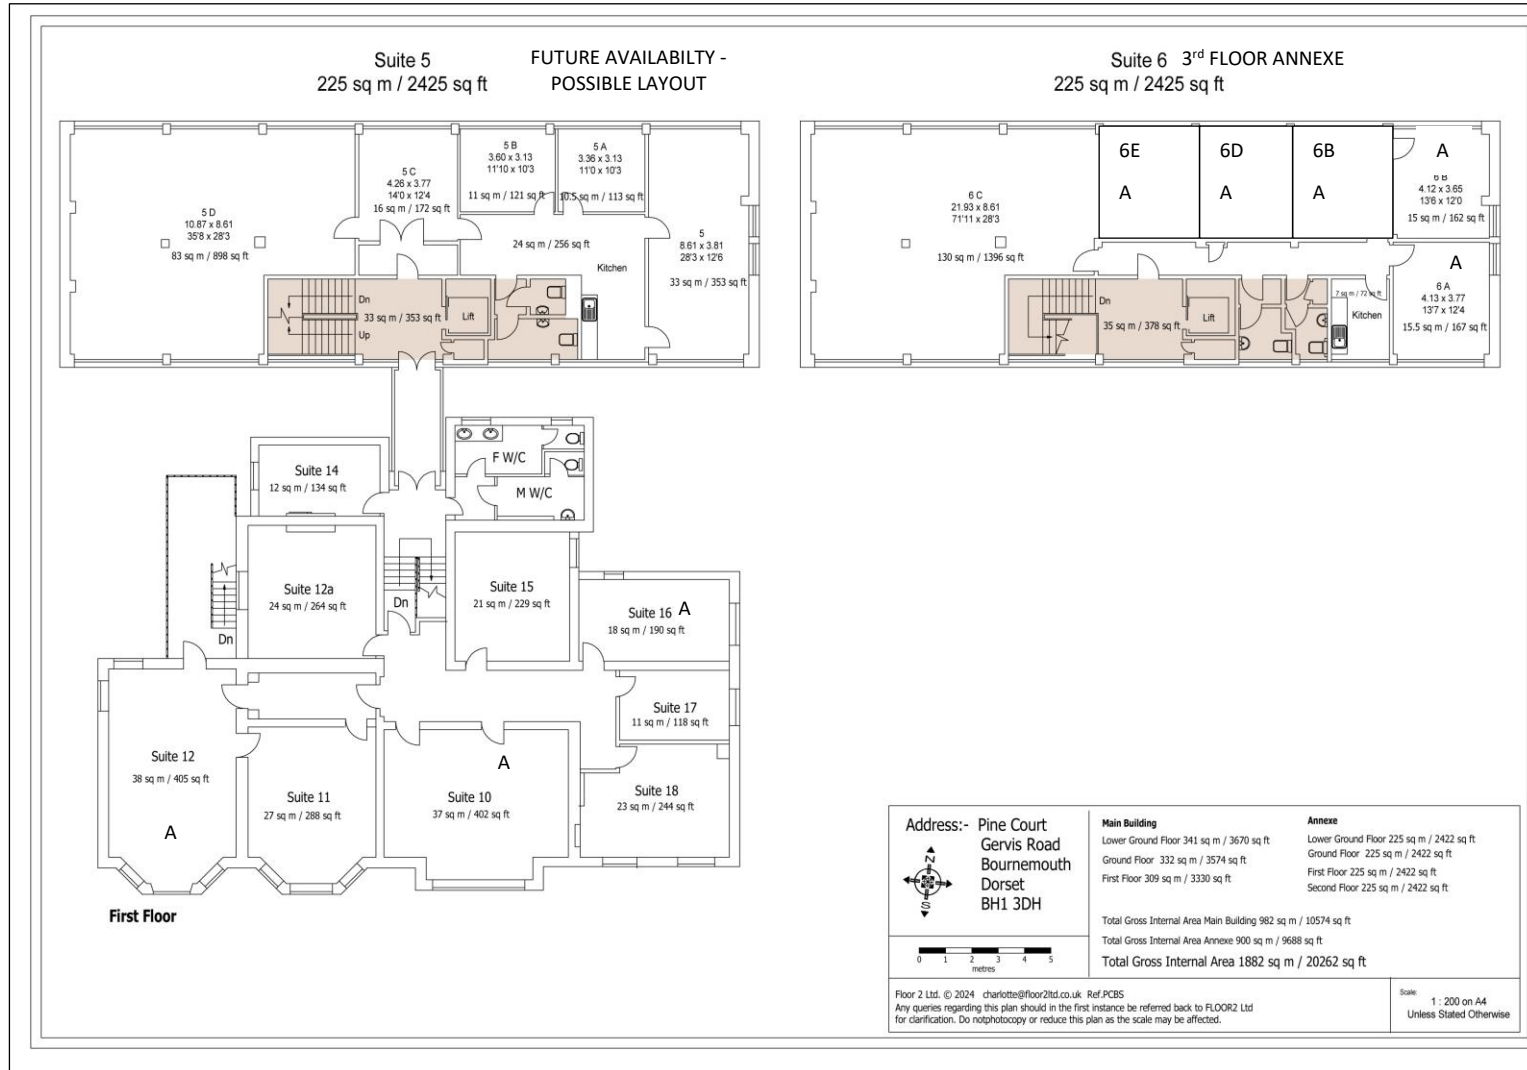 Suite 5
225 sq m / 2425 sq ft
FUTURE AVAILABILTY -
POSSIBLE LAYOUT
Suite 6 3rd FLOOR ANNEXE
225 sq m / 2425 sq ft
5 D
10.87 x 8.61
35'8 x 28'3
83 sq m / 898 sq ft
5 C
4.26 x 3.77
14'0 x 12'4
16 sq m / 172 sq ft
5 B
3.60 x 3.13
11'10 x 10'3
11 sq m / 121 sq ft
5 A
3.36 x 3.13
11'0 x 10'3
10.5 sq m / 113 sq ft
24 sq m / 256 sq ft
Kitchen
5
8.61 x 3.81
28'3 x 12'6
33 sq m / 353 sq ft
Dn
Up
33 sq m / 353 sq ft
Lift
6 C
21.93 x 8.61
71'11 x 28'3
130 sq m / 1396 sq ft
6E
A
6D
A
6B
A
A
6 B
4.12 x 3.65
13'6 x 12'0
15 sq m / 162 sq ft
A
6 A
4.13 x 3.77
13'7 x 12'4
15.5 sq m / 167 sq ft
7 sq m / 72 sq ft
Kitchen
Dn
35 sq m / 378 sq ft
Lift
Suite 14
12 sq m / 134 sq ft
F W/C
M W/C
Suite 12a
24 sq m / 264 sq ft
Dn
Dn
Suite 15
21 sq m / 229 sq ft
Suite 16 A
18 sq m / 190 sq ft
Suite 17
11 sq m / 118 sq ft
Suite 12
38 sq m / 405 sq ft
A
Suite 11
27 sq m / 288 sq ft
A
Suite 10
37 sq m / 402 sq ft
Suite 18
23 sq m / 244 sq ft
First Floor
Address:- Pine Court
Gervis Road
Bournemouth
Dorset
BH1 3DH
N
S
0 1 2 3 4 5
metres
Main Building
Lower Ground Floor 341 sq m / 3670 sq ft
Ground Floor 332 sq m / 3574 sq ft
First Floor 309 sq m / 3330 sq ft
Annexe
Lower Ground Floor 225 sq m / 2422 sq ft
Ground Floor 225 sq m / 2422 sq ft
First Floor 225 sq m / 2422 sq ft
Second Floor 225 sq m / 2422 sq ft
Total Gross Internal Area Main Building 982 sq m / 10574 sq ft
Total Gross Internal Area Annexe 900 sq m / 9688 sq ft
Total Gross Internal Area 1882 sq m / 20262 sq ft
Floor 2 Ltd. © 2024 charlotte@floor2ltd.co.uk Ref.PCBS
Any queries regarding this plan should in the first instance be referred back to FLOOR2 Ltd
for clarification. Do notphotocopy or reduce this plan as the scale may be affected.
Scale:
1 : 200 on A4
Unless Stated Otherwise